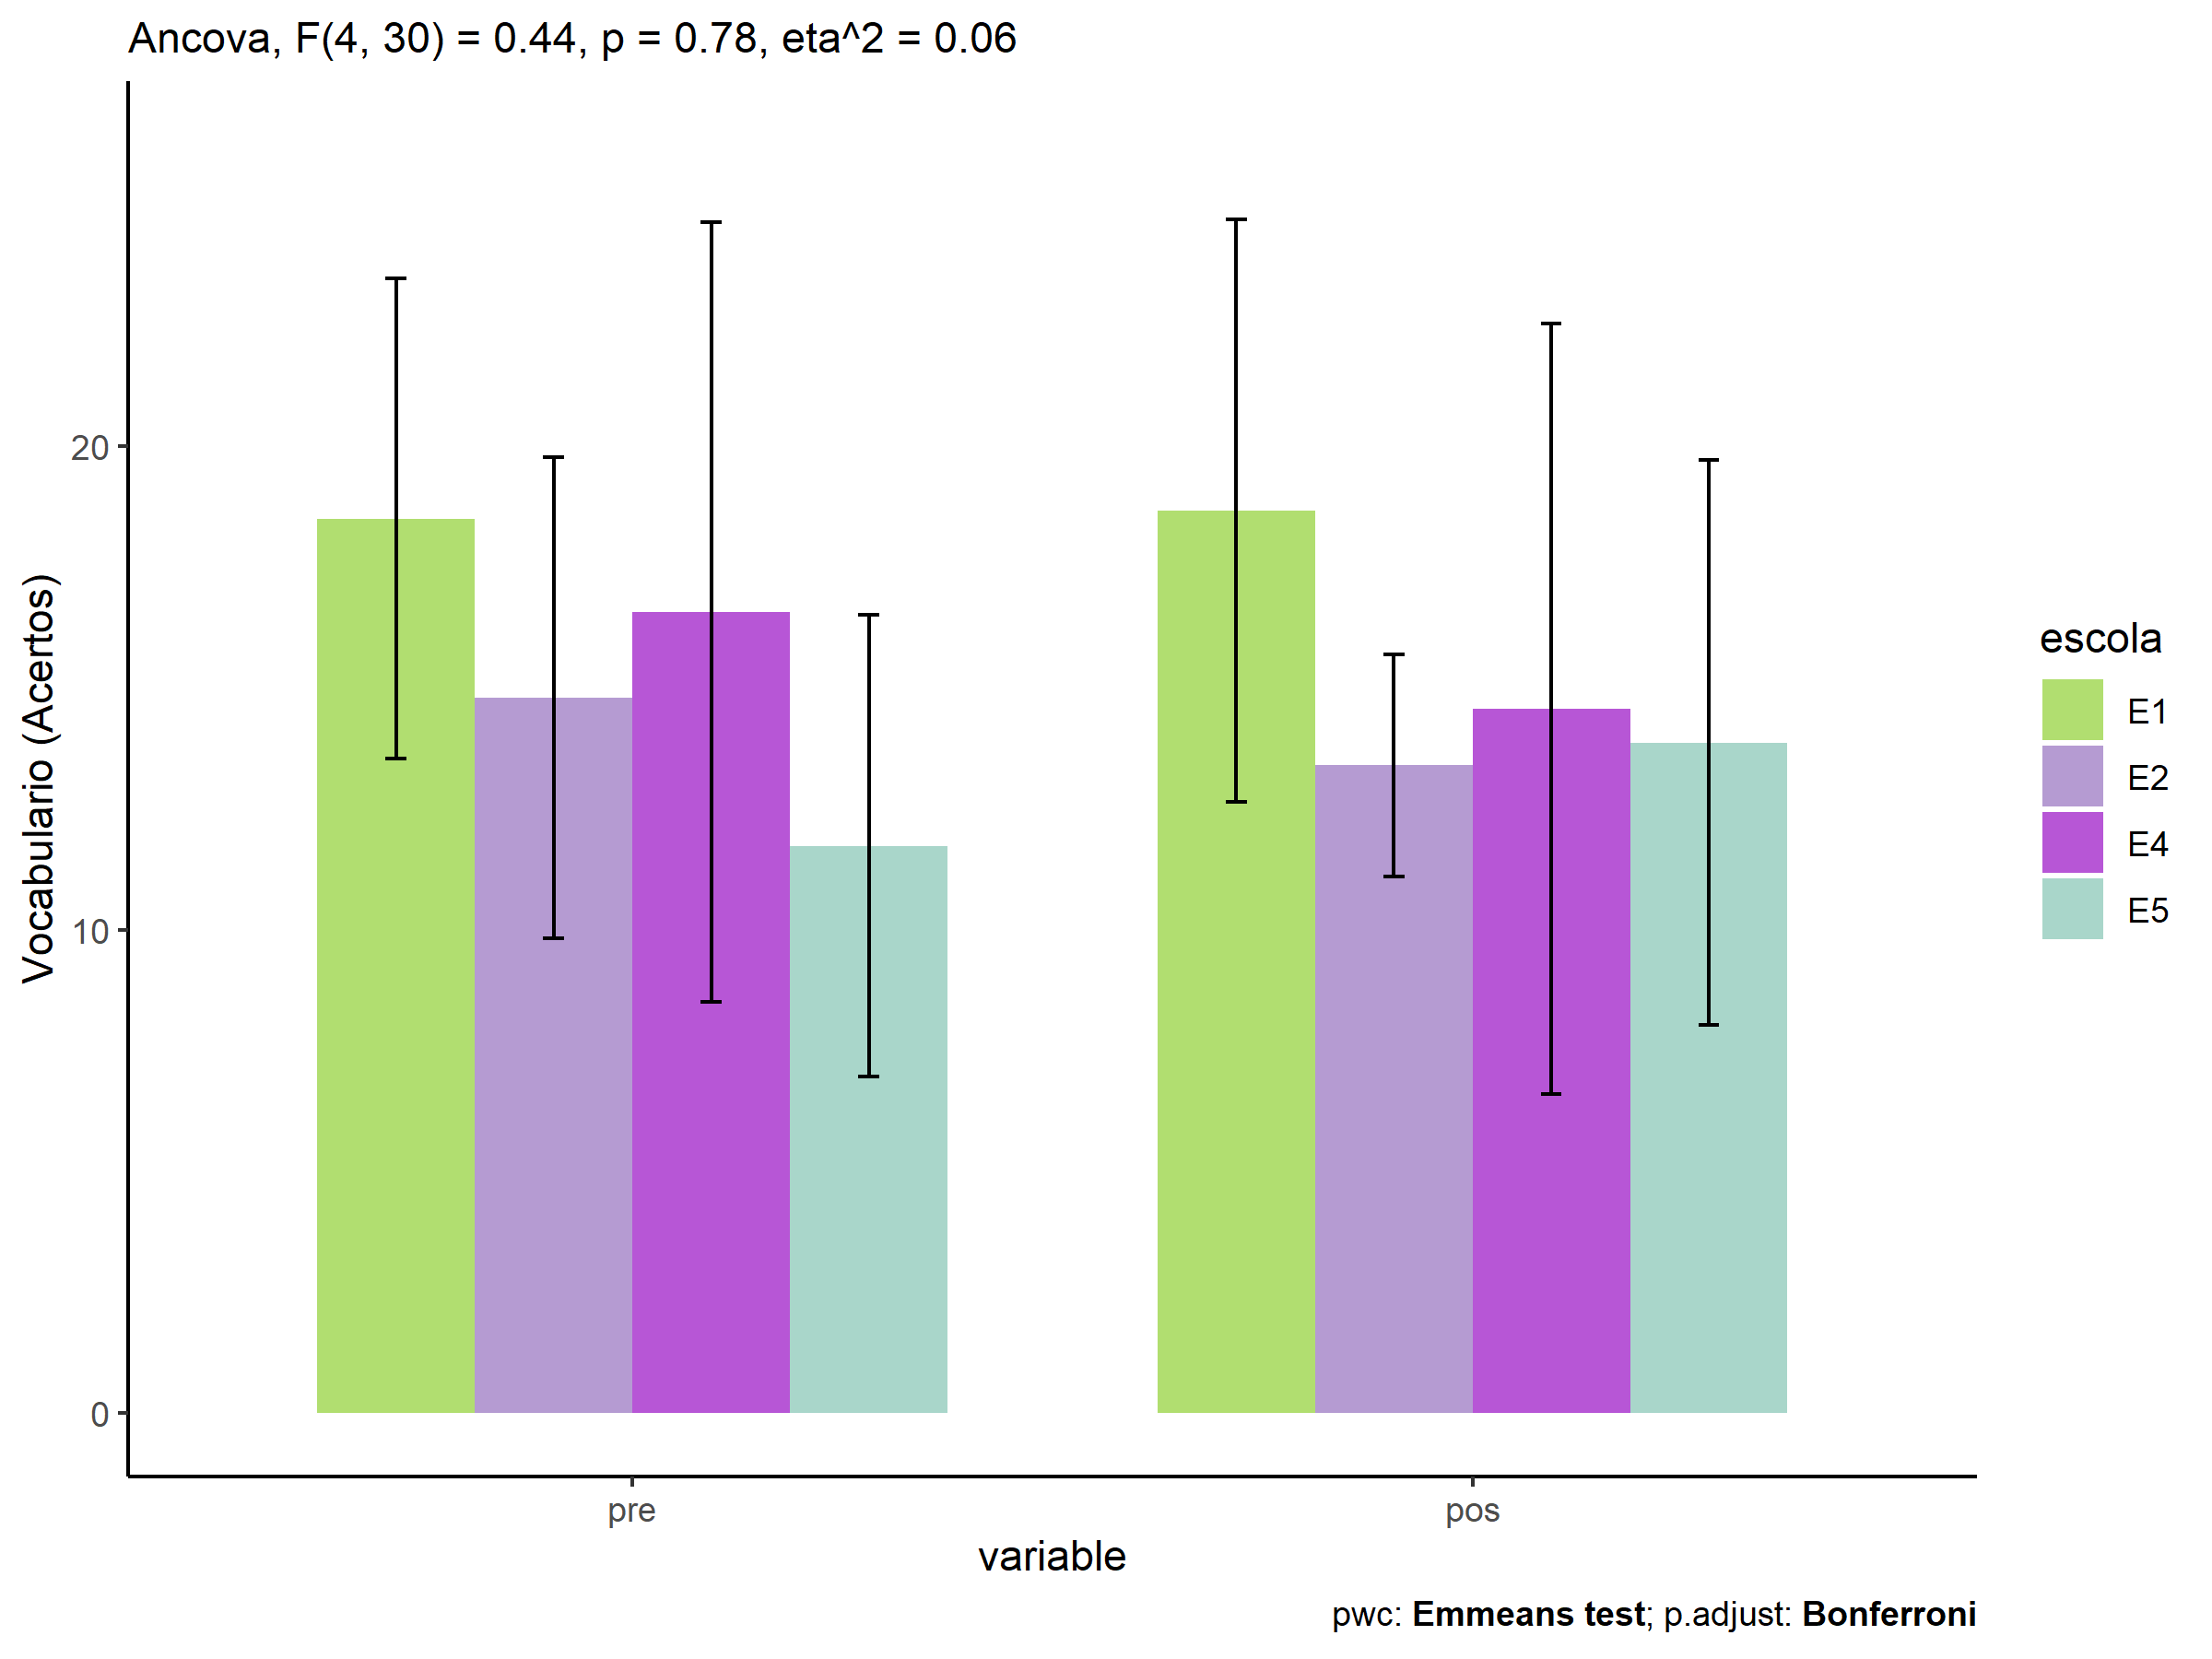 Ancova, F(4, 30) = 0.44, p = 0.78, eta^2 = 0.06
Vocabulario (Acertos)
20
10
0
pre
pos
variable
escola
E1
E2
E4
E5
pwc: Emmeans test; p.adjust: Bonferroni